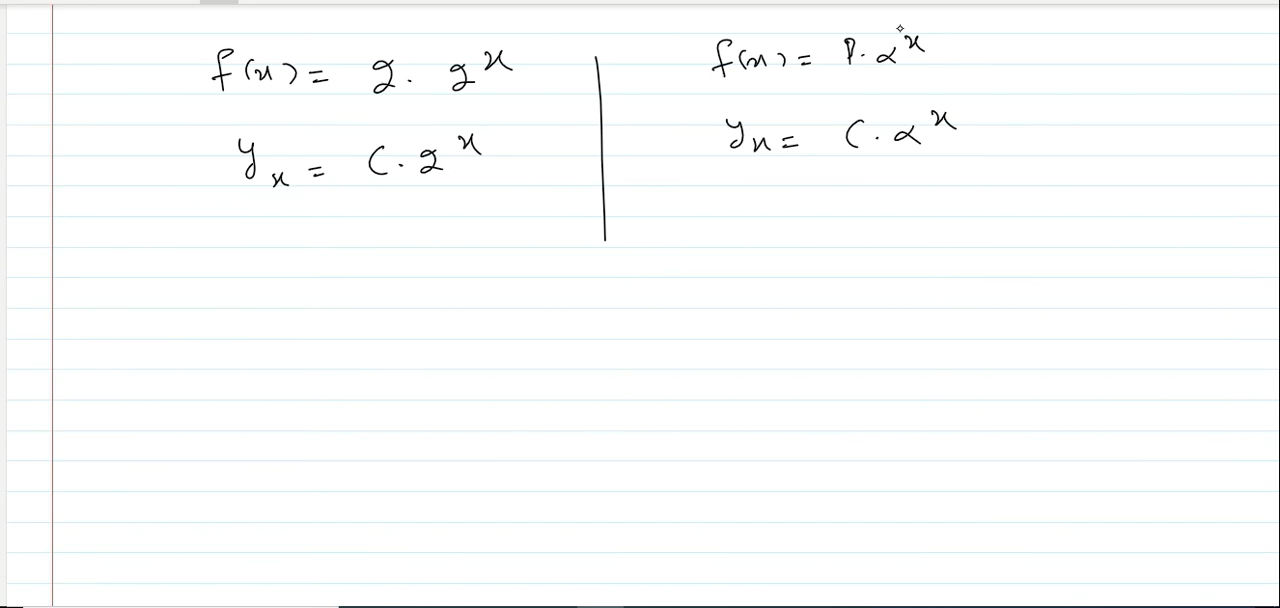 f(x) = 2 . 2^x
y_x = C . 2^x
f(x) = P . α^x
y_x = C . α^x